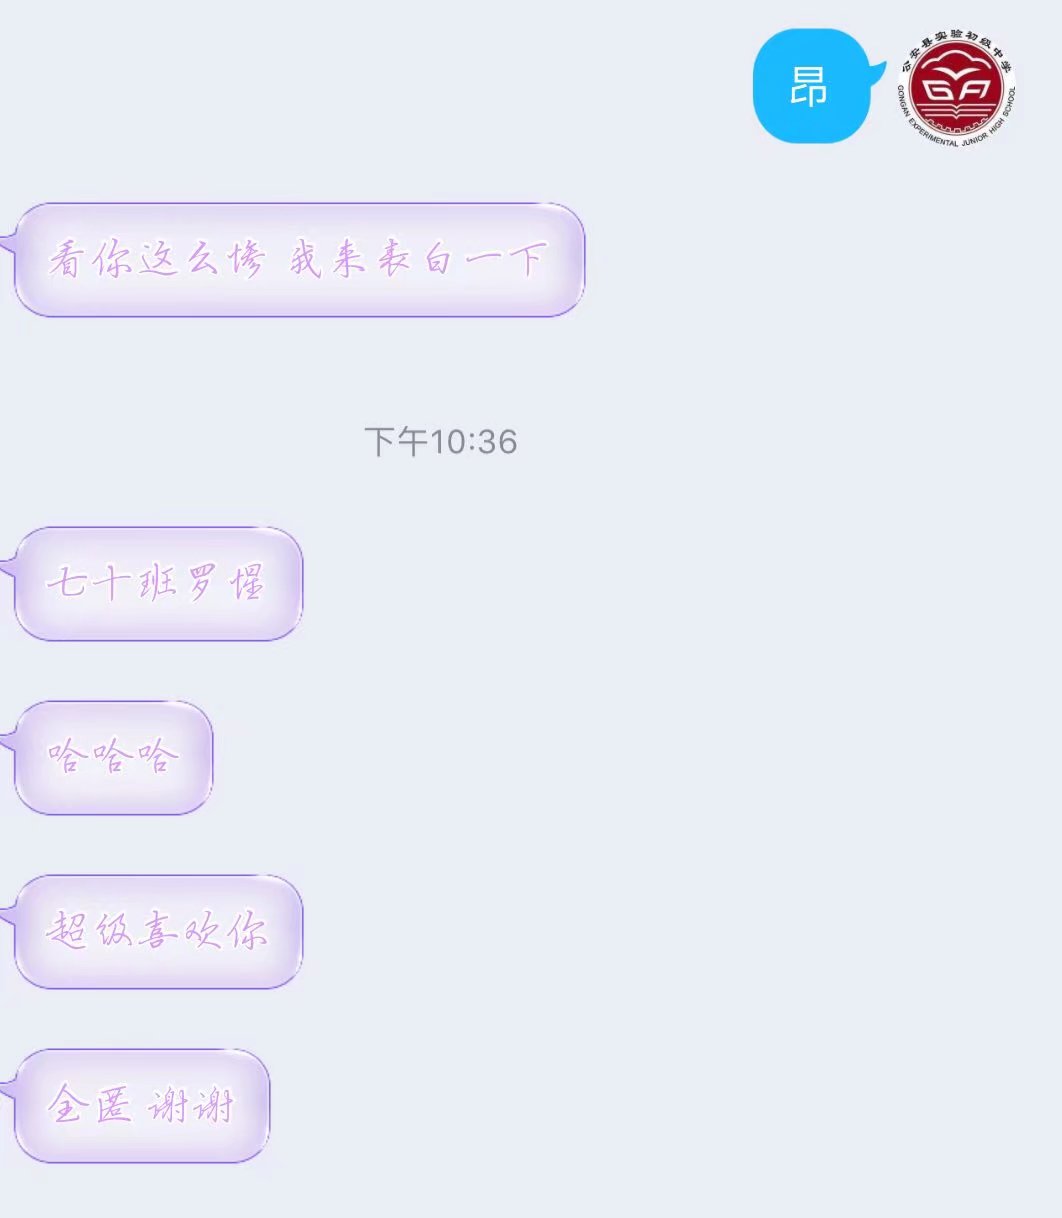 昂
公安县实验初级中学
GONGAN EXPERIMENTAL JUNIOR HIGH SCHOOL
GA
看你这么惨 我来表白一下
下午10:36
七十班罗惺
哈哈哈
超级喜欢你
全匿 谢谢